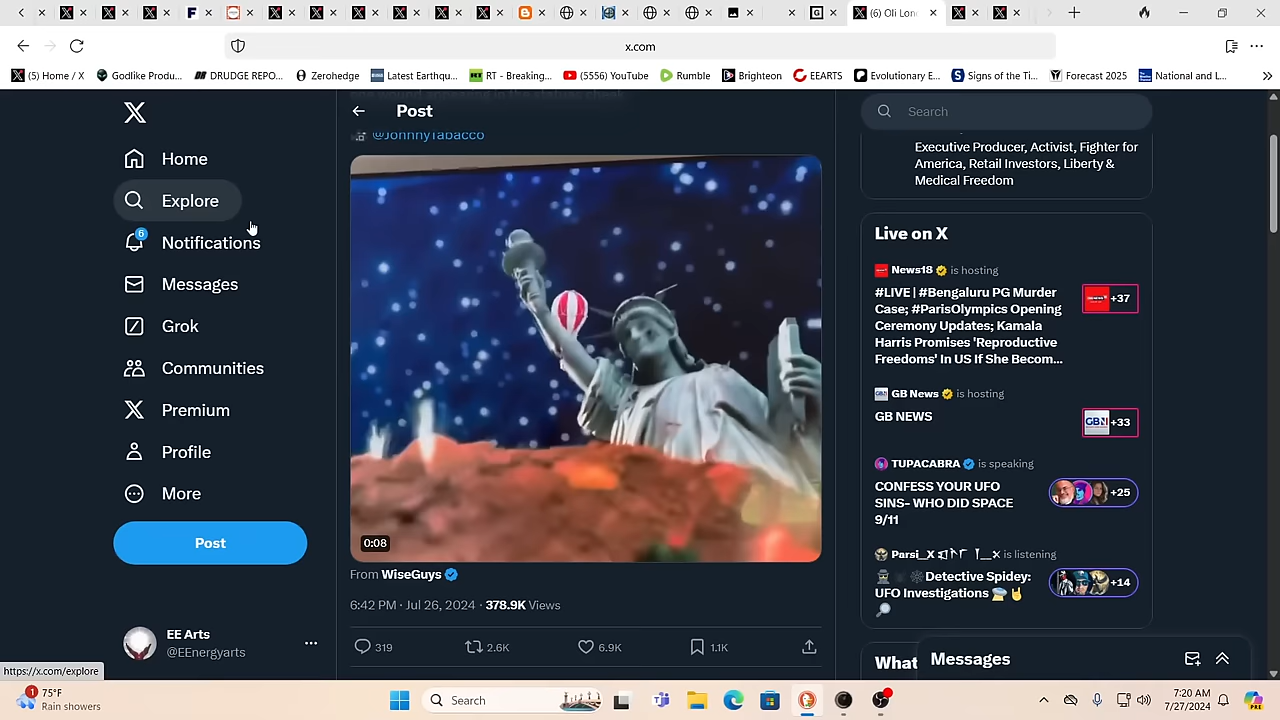 (6) Oli Lon
x.com
(5) Home / X
Godlike Produ...
DRUDGE REPO...
Zerohedge
Latest Earthqu...
RT - Breaking...
(5556) YouTube
Rumble
Brighteon
EEARTS
Evolutionary E...
Signs of the Ti...
Forecast 2025
National and L...
Home
Explore
6
Notifications
Messages
Grok
Communities
Premium
Profile
More
Post
EE Arts
@EEnergyarts
https://x.com/explore
Post
@JohnnyTabacco
0:08
From WiseGuys
6:42 PM · Jul 26, 2024 · 378.9K Views
319
2.6K
6.9K
1.1K
Search
Executive Producer, Activist, Fighter for
America, Retail Investors, Liberty &
Medical Freedom
Live on X
News18 is hosting
#LIVE | #Bengaluru PG Murder
Case; #ParisOlympics Opening
Ceremony Updates; Kamala
Harris Promises 'Reproductive
Freedoms' In US If She Becom...
+37
GB News is hosting
GB NEWS
GBN
+33
TUPACABRA is speaking
CONFESS YOUR UFO
SINS- WHO DID SPACE
9/11
+25
Parsi_X is listening
Detective Spidey:
UFO Investigations
+14
What
Messages
1
75°F
Rain showers
Search
7:20 AM
7/27/2024
PRE